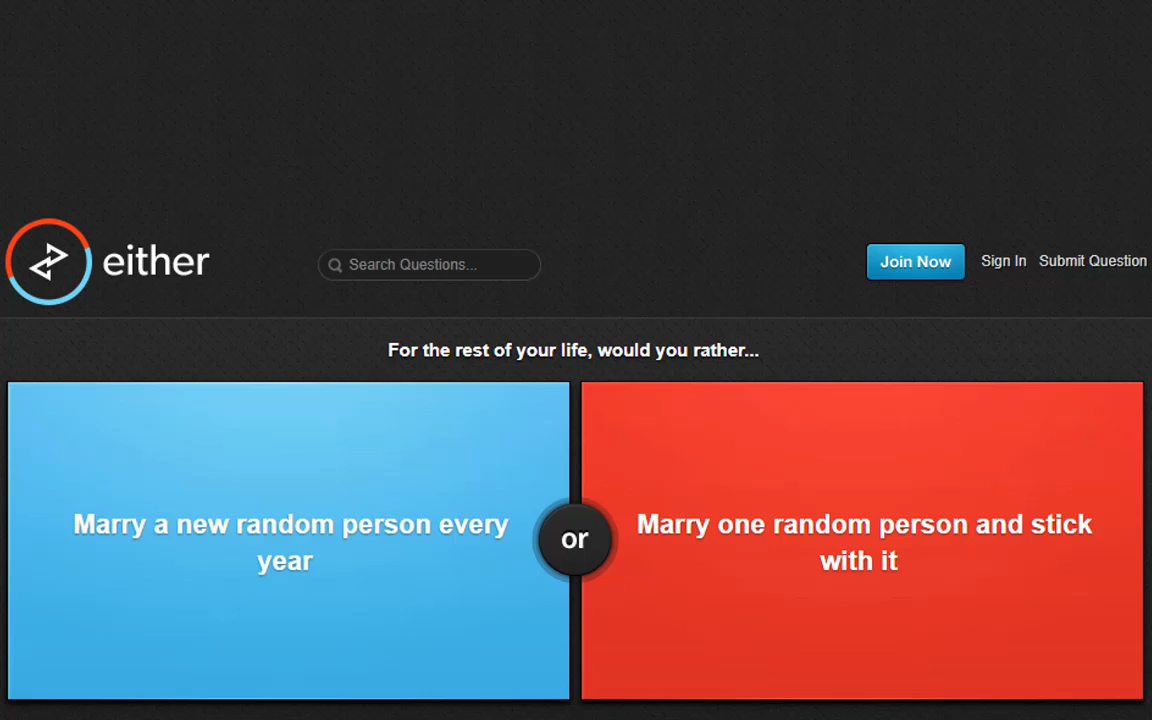 either
Search Questions...
Join Now
Sign In
Submit Question
For the rest of your life, would you rather...
Marry a new random person every
year
or
Marry one random person and stick
with it